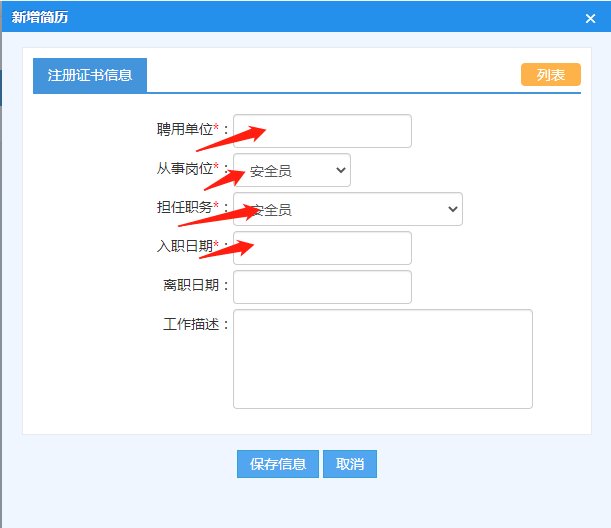 新增简历
×
注册证书信息
列表
聘用单位*：
从事岗位*： 安全员
担任职务*： 安全员
入职日期*：
离职日期：
工作描述：
保存信息 取消